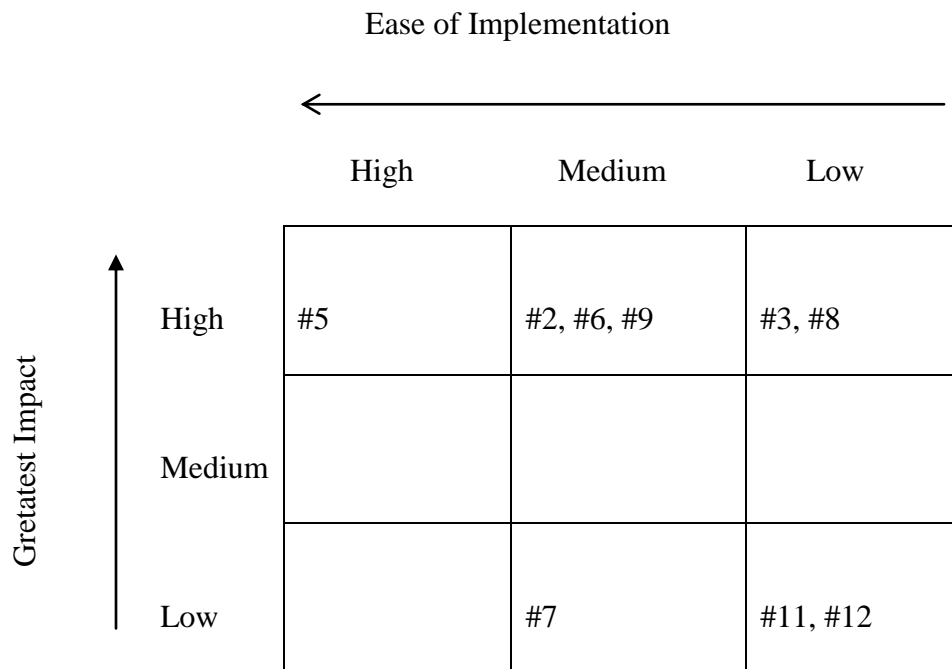 Ease of Implementation
High Medium Low
High #5 #2, #6, #9 #3, #8
Medium
Low #7 #11, #12
Gretatest Impact